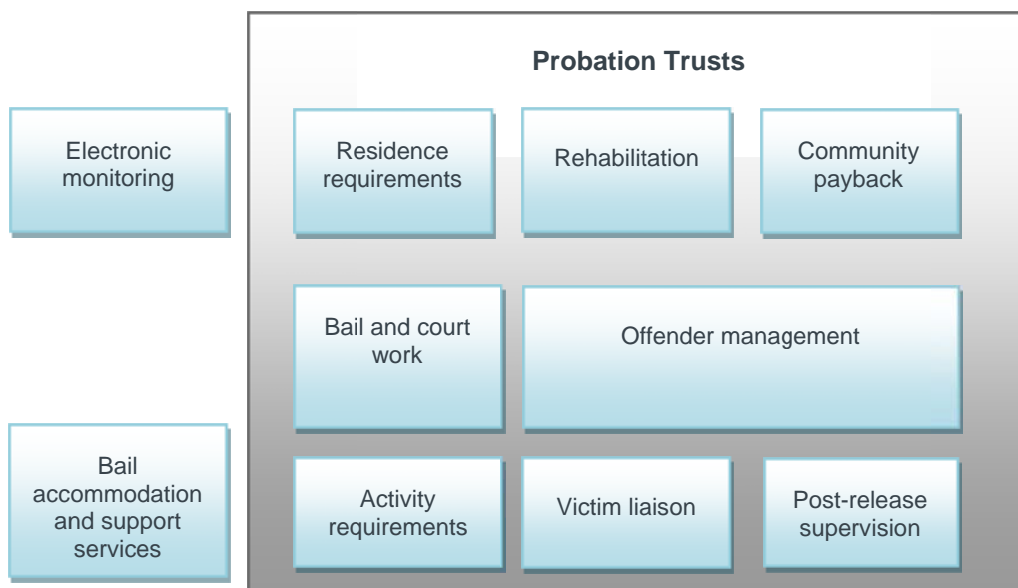 Probation Trusts
Electronic
monitoring
Residence
requirements
Rehabilitation
Community
payback
Bail and court
work
Offender management
Bail
accommodation
and support
services
Activity
requirements
Victim liaison
Post-release
supervision